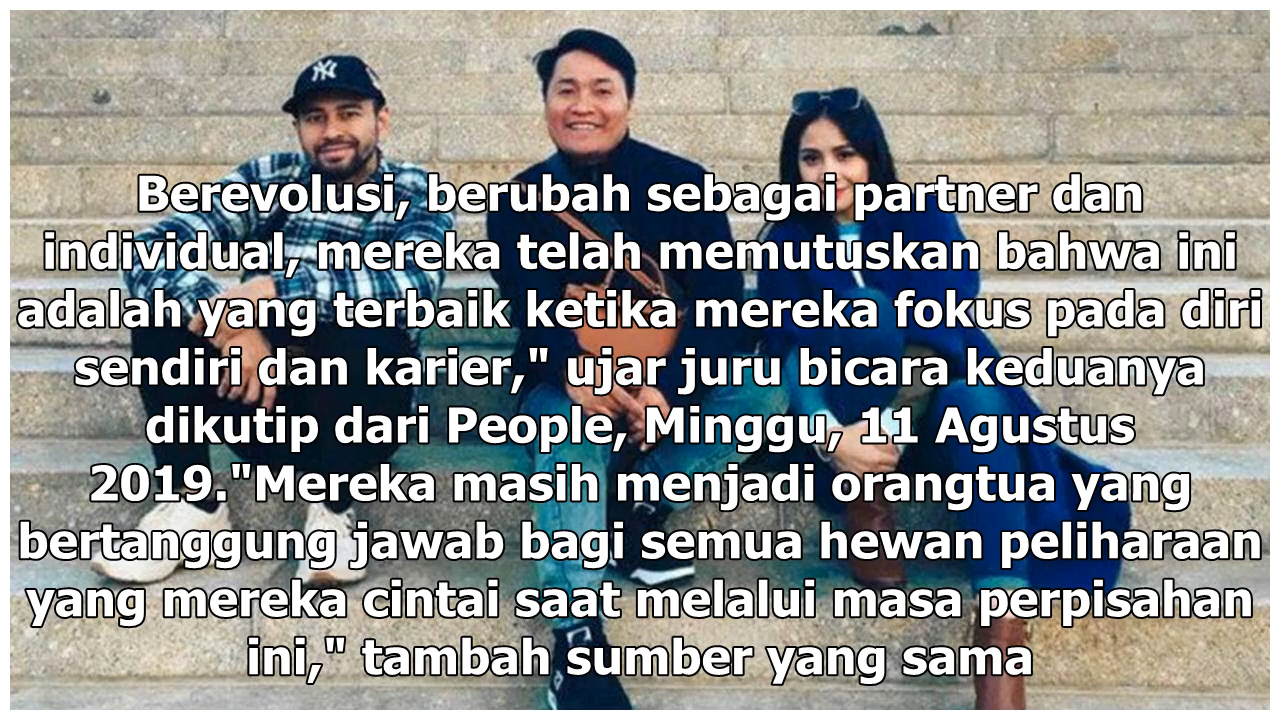 NY
Berevolusi, berubah sebagai partner dan
individual, mereka telah memutuskan bahwa ini
adalah yang terbaik ketika mereka fokus pada diri
sendiri dan karier," ujar juru bicara keduanya
dikutip dari People, Minggu, 11 Agustus
2019."Mereka masih menjadi orangtua yang
bertanggung jawab bagi semua hewan peliharaan
yang mereka cintai saat melalui masa perpisahan
ini," tambah sumber yang sama